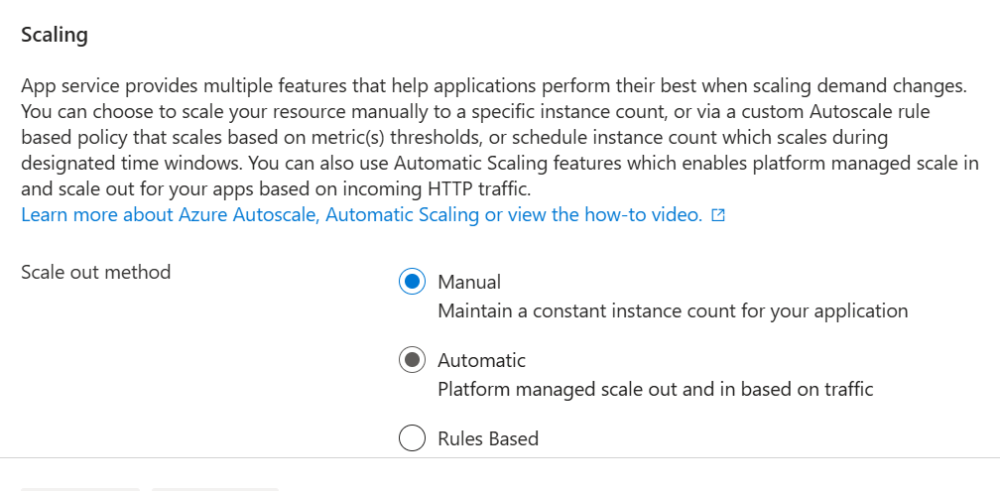 Scaling
App service provides multiple features that help applications perform their best when scaling demand changes.
You can choose to scale your resource manually to a specific instance count, or via a custom Autoscale rule
based policy that scales based on metric(s) thresholds, or schedule instance count which scales during
designated time windows. You can also use Automatic Scaling features which enables platform managed scale in
and scale out for your apps based on incoming HTTP traffic.
Learn more about Azure Autoscale, Automatic Scaling or view the how-to video.
Scale out method
Manual
Maintain a constant instance count for your application
Automatic
Platform managed scale out and in based on traffic
Rules Based